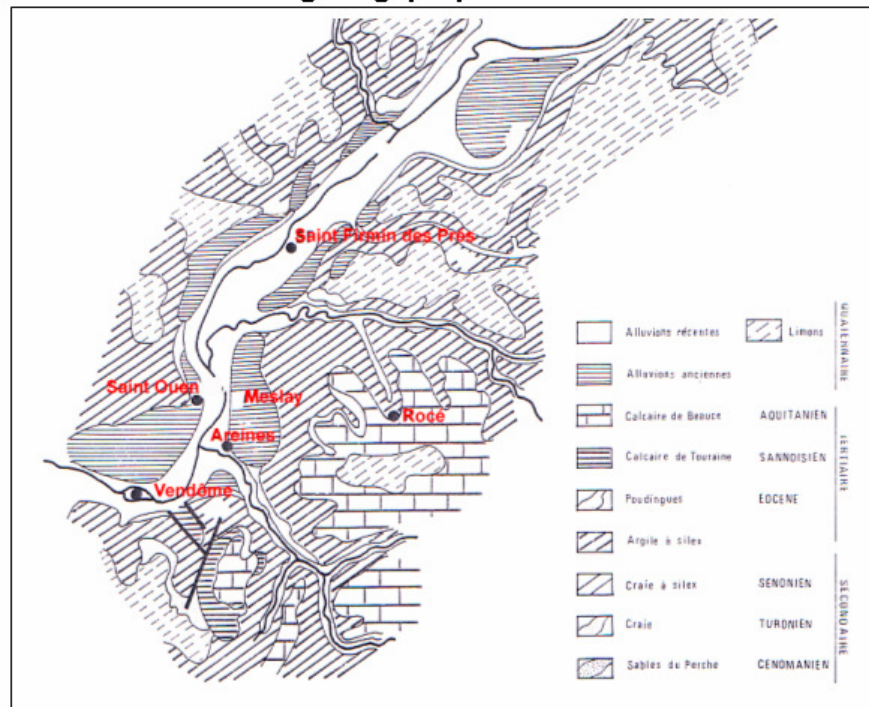 Saint Firmin des Prés
Saint Ouen
Meslay
Rocé
Areines
Vendôme
Alluvions récentes
Limons
Alluvions anciennes
QUATERNAIRE
Calcaire de Beauce AQUITANIEN
Calcaire de Touraine SANNOISIEN
Poudingues EOCENE
Argile à silex
TERTIAIRE
Craie à silex SENONIEN
Craie TURONIEN
Sables du Perche CENOMANIEN
SECONDAIRE